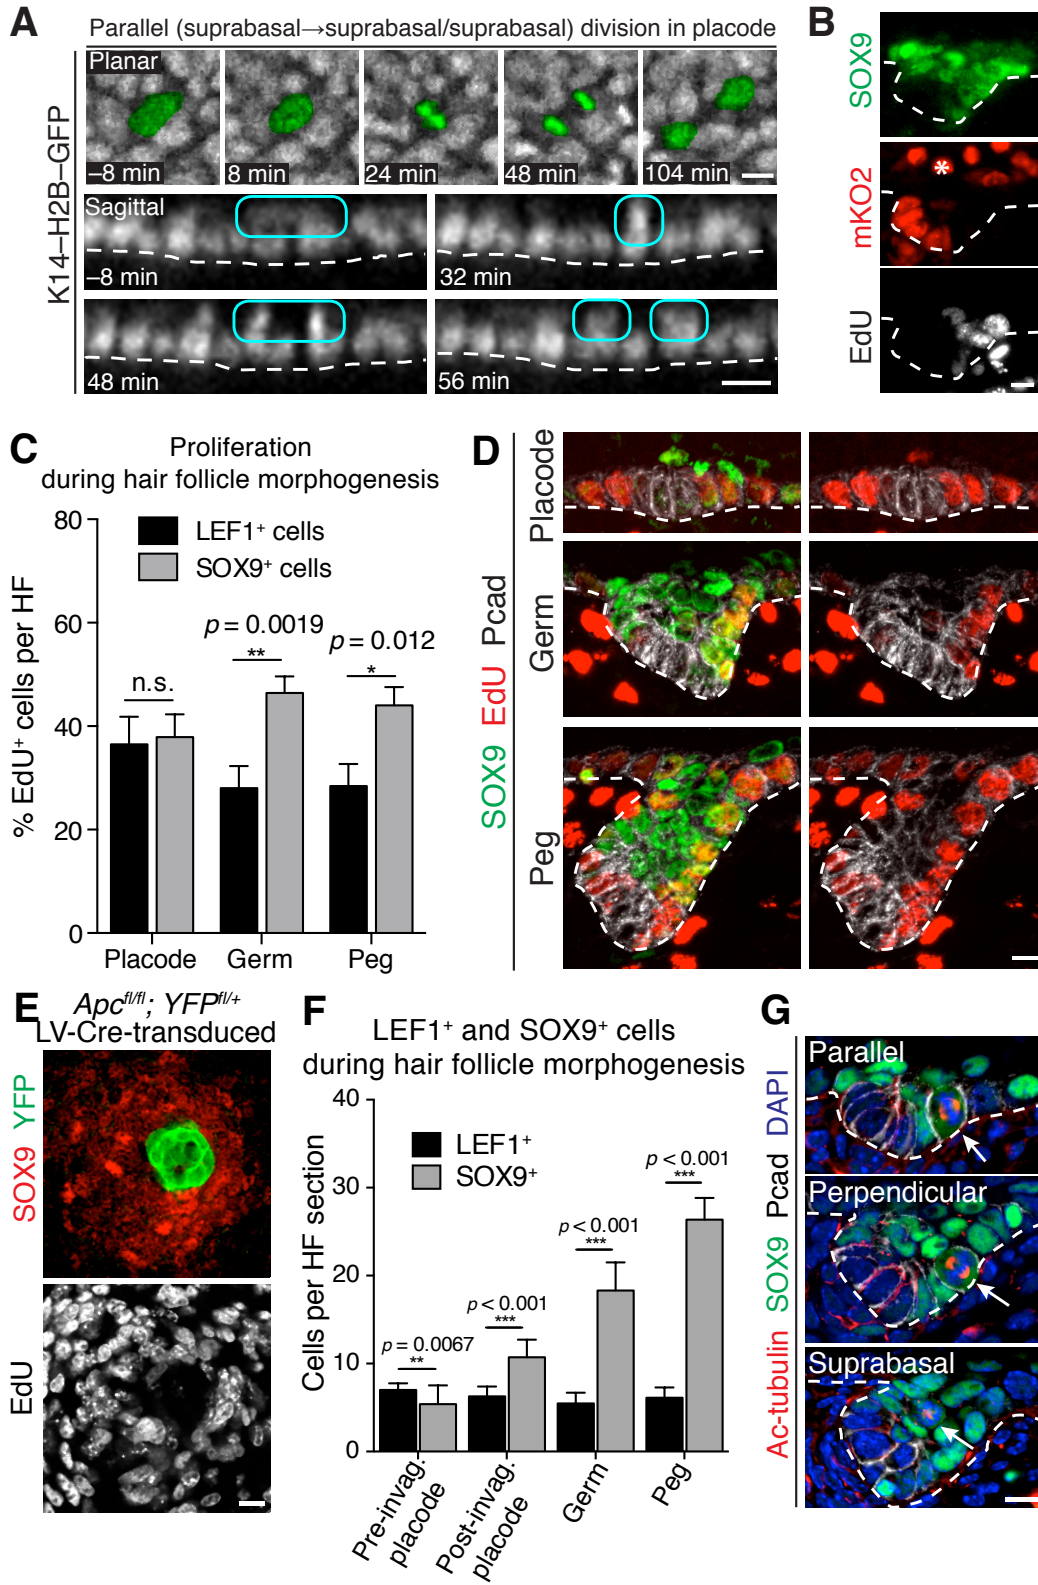 A
Parallel (suprabasal→suprabasal/suprabasal) division in placode
K14–H2B–GFP
Planar
–8 min
8 min
24 min
48 min
104 min
Sagittal
–8 min
32 min
48 min
56 min
B
SOX9
mKO2
*
EdU
C
Proliferation
during hair follicle morphogenesis
% EdU⁺ cells per HF
80
60
40
20
0
LEF1⁺ cells
SOX9⁺ cells
n.s.
p = 0.0019
**
p = 0.012
*
Placode
Germ
Peg
D
SOX9 EdU Pcad
Placode
Germ
Peg
E
Apc^fl/fl; YFP^fl/+
LV-Cre-transduced
SOX9 YFP
EdU
F
LEF1⁺ and SOX9⁺ cells
during hair follicle morphogenesis
Cells per HF section
40
30
20
10
0
LEF1⁺
SOX9⁺
p = 0.0067
**
p < 0.001
***
p < 0.001
***
p < 0.001
***
Pre-invag.
placode
Post-invag.
placode
Germ
Peg
G
Ac-tubulin SOX9 Pcad DAPI
Parallel
Perpendicular
Suprabasal